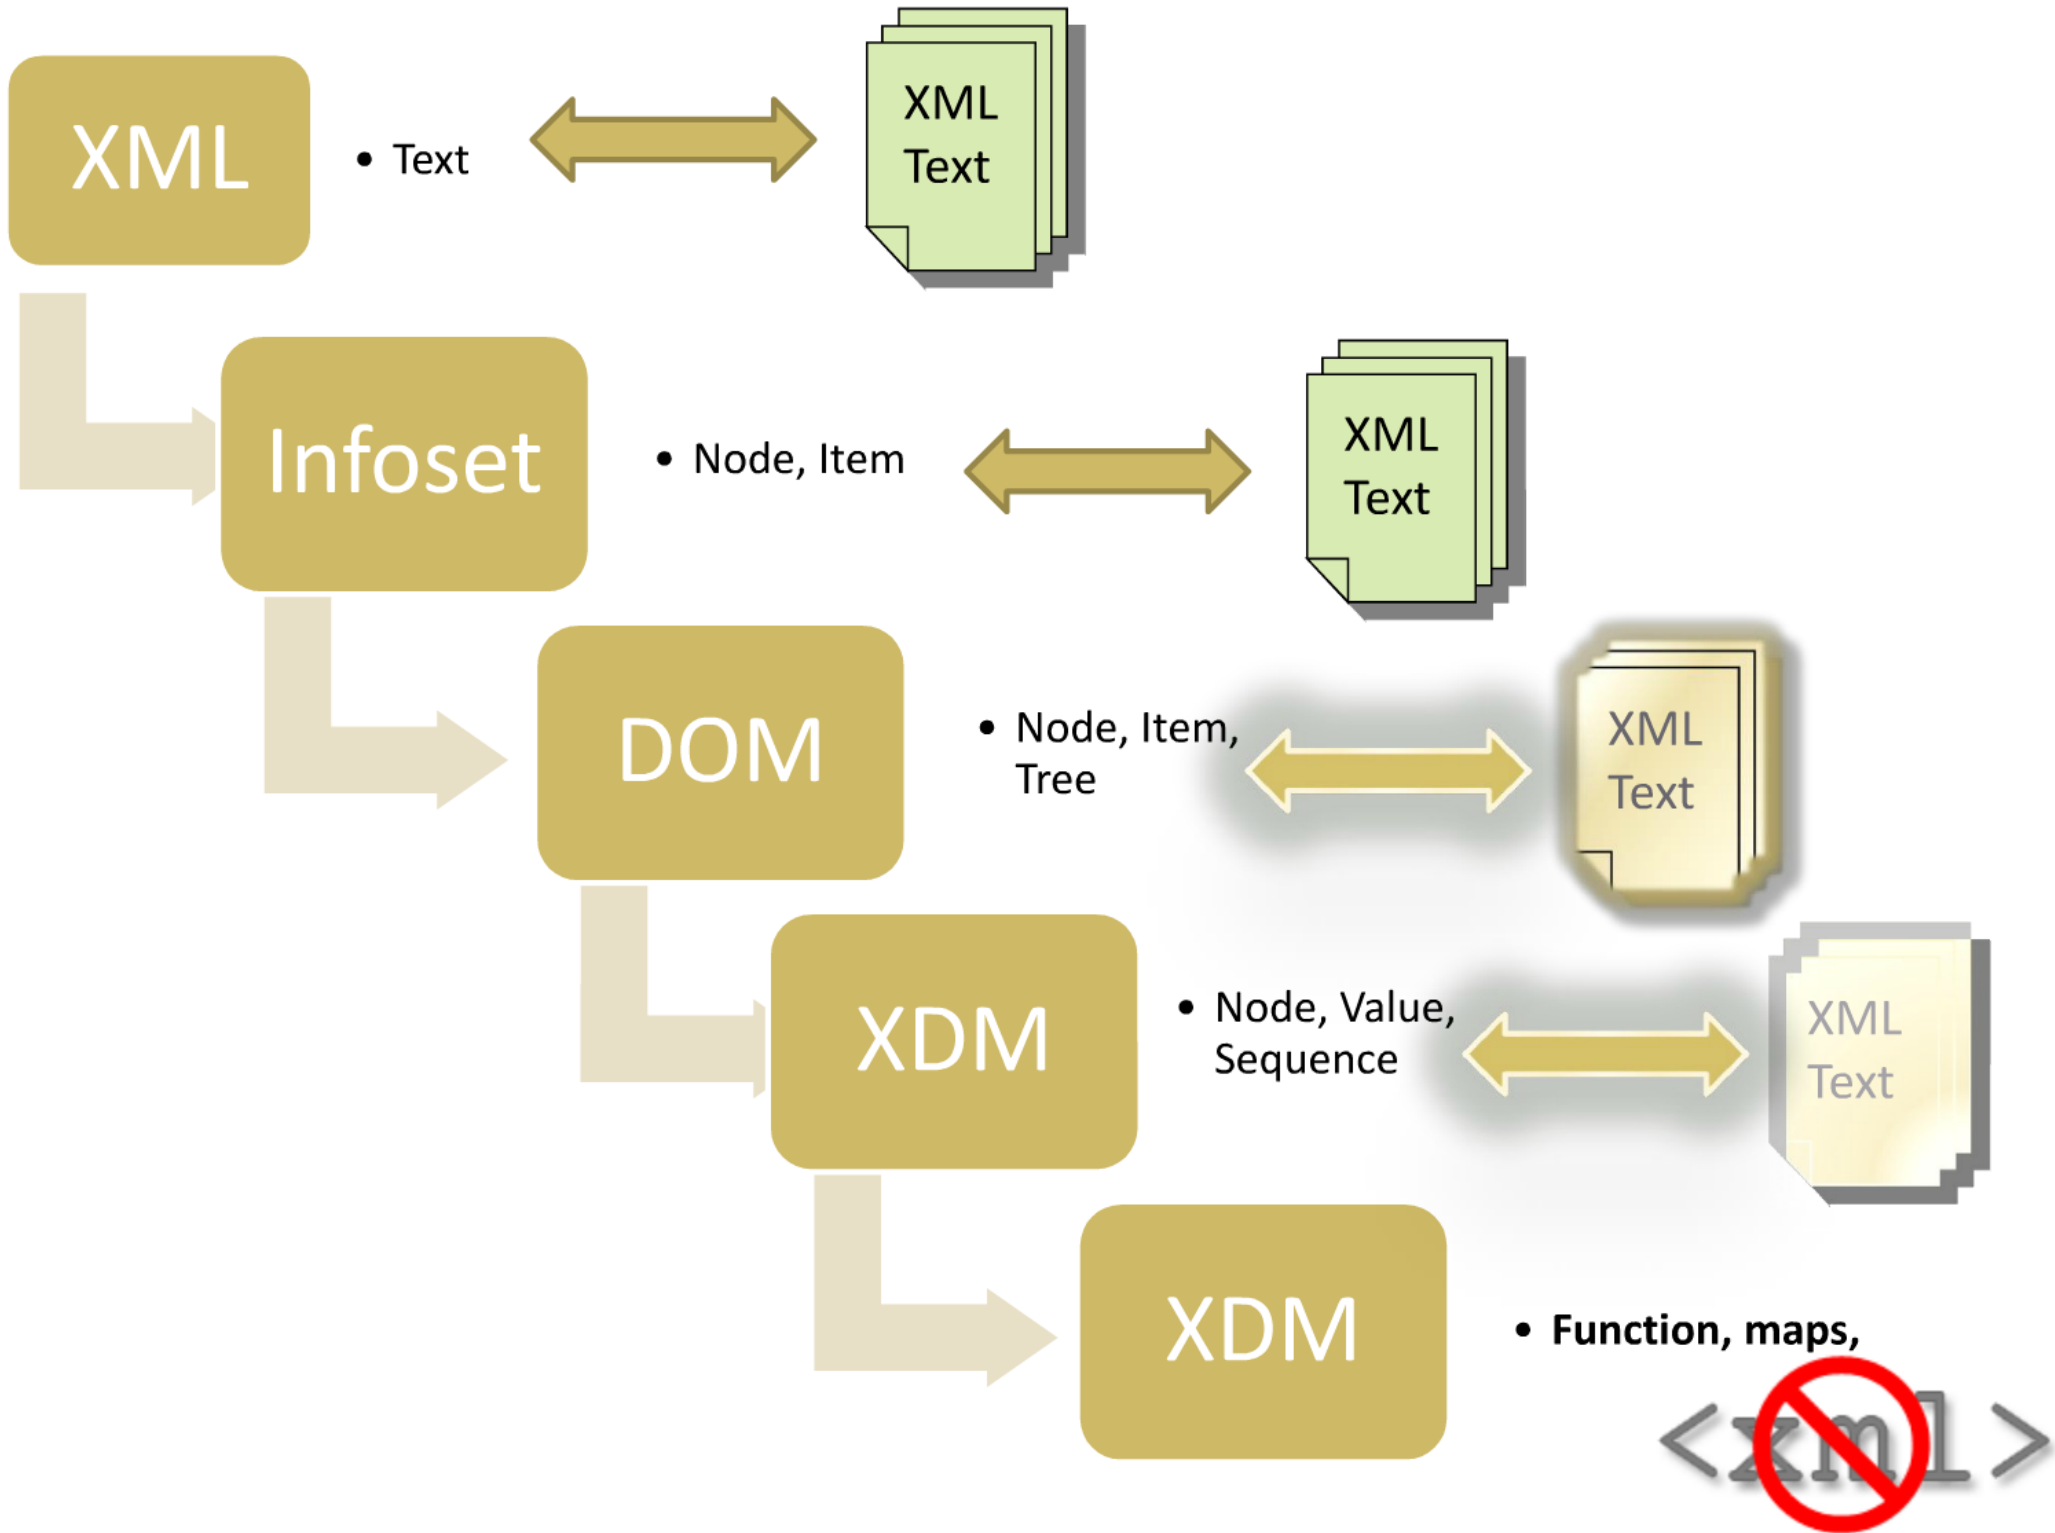 XML
• Text
XML
Text
Infoset
• Node, Item
XML
Text
DOM
• Node, Item,
Tree
XML
Text
XDM
• Node, Value,
Sequence
XML
Text
XDM
• Function, maps,
<xml>